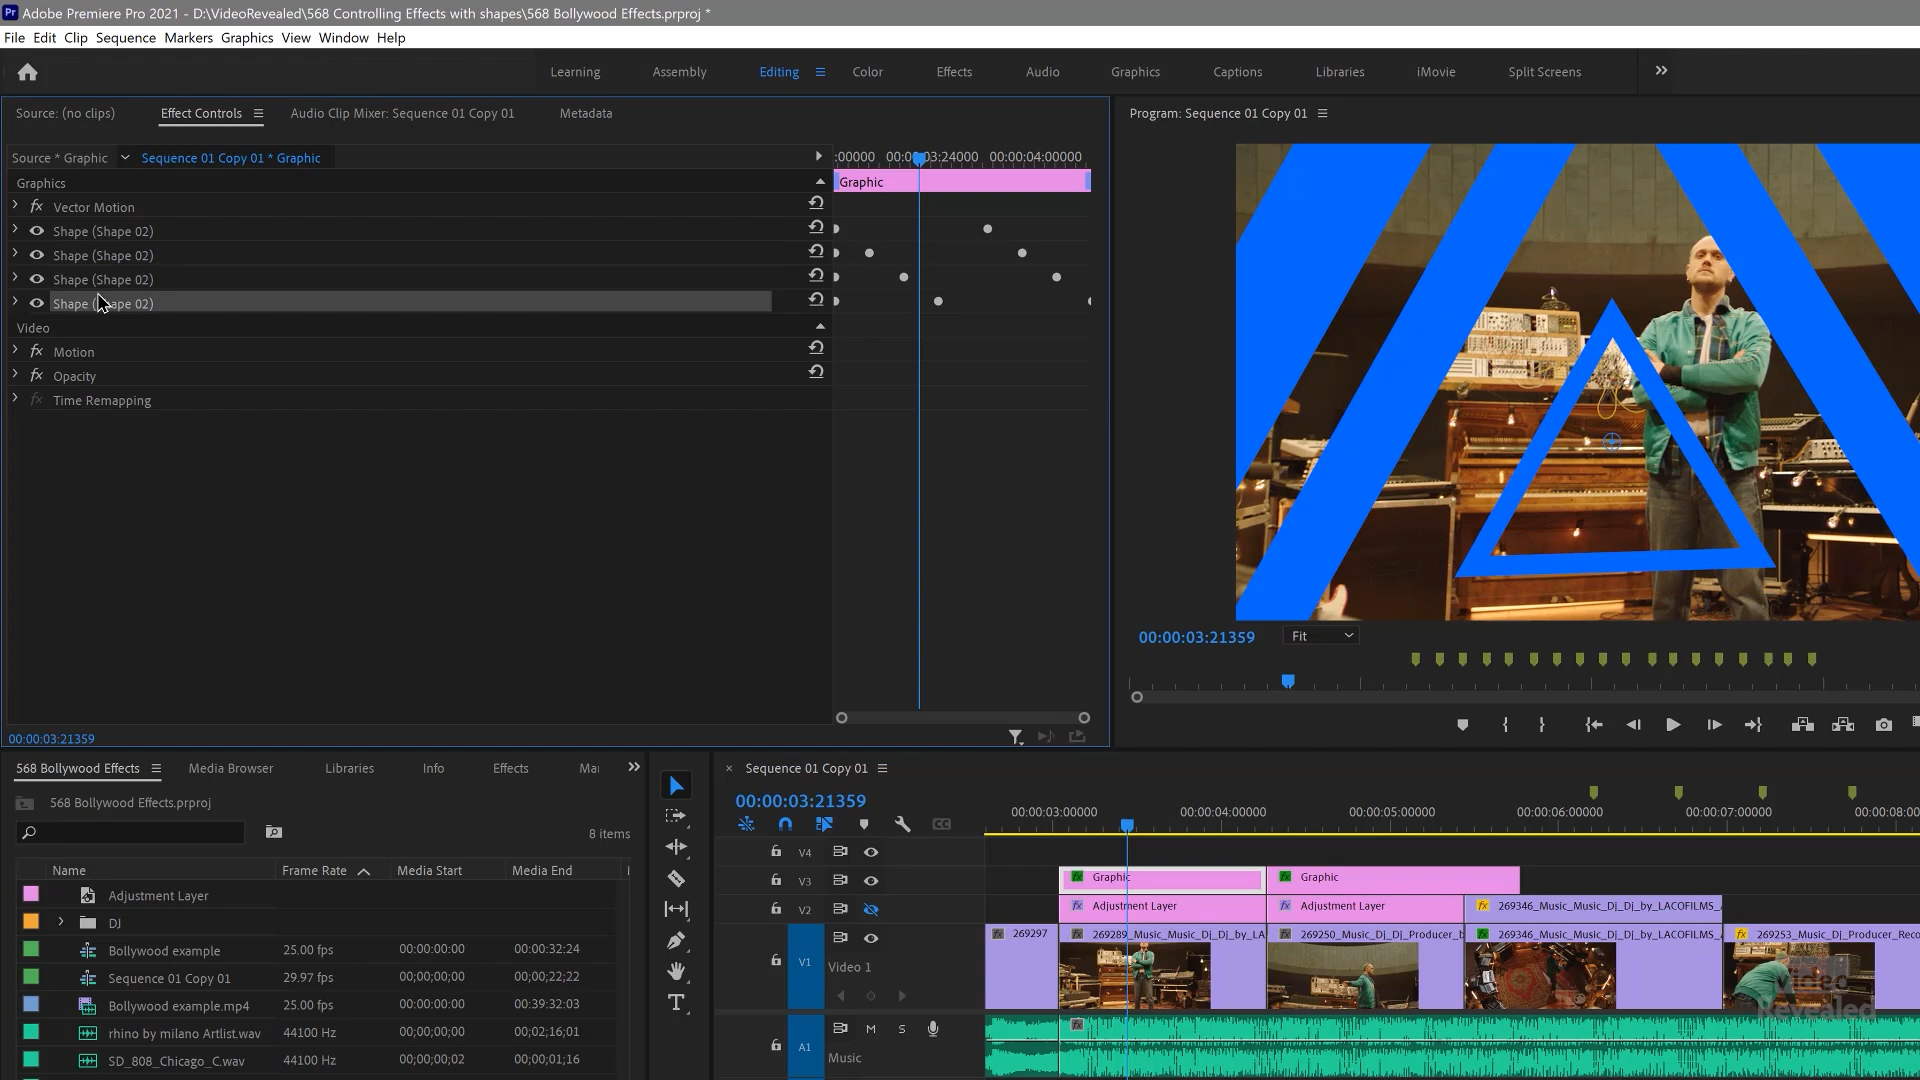 Adobe Premiere Pro 2021 - D:\VideoRevealed\568 Controlling Effects with shapes\568 Bollywood Effects.prproj *
File Edit Clip Sequence Markers Graphics View Window Help
Learning Assembly Editing Color Effects Audio Graphics Captions Libraries iMovie Split Screens
Source: (no clips) Effect Controls Audio Clip Mixer: Sequence 01 Copy 01 Metadata
Program: Sequence 01 Copy 01
Source * Graphic Sequence 01 Copy 01 * Graphic
:00000 00:00:03:24000 00:00:04:00000
Graphics
Graphic
Vector Motion
Shape (Shape 02)
Shape (Shape 02)
Shape (Shape 02)
Shape (Shape 02)
Video
Motion
Opacity
Time Remapping
00:00:03:21359
00:00:03:21359 Fit
568 Bollywood Effects Media Browser Libraries Info Effects Ma
568 Bollywood Effects.prproj
8 items
Name Frame Rate Media Start Media End
Adjustment Layer
DJ
Bollywood example 25.00 fps 00:00:00:00 00:00:32:24
Sequence 01 Copy 01 29.97 fps 00;00;00;00 00;00;22;22
Bollywood example.mp4 25.00 fps 00:00:00:00 00:39:32:03
rhino by milano Artlist.wav 44100 Hz 00;00;00;00 00;02;16;01
SD_808_Chicago_C.wav 44100 Hz 00;00;00;02 00;00;01;16
Sequence 01 Copy 01
00:00:03:21359
00:00:03:00000 00:00:04:00000 00:00:05:00000 00:00:06:00000 00:00:07:00000 00:00:08:0
V4
V3 Graphic Graphic
V2 Adjustment Layer Adjustment Layer 269346_Music_Music_Dj_Dj_by_LACOFILMS_
269297 269289_Music_Music_Dj_Dj_by_LA 269250_Music_Dj_Dj_Producer_b 269346_Music_Music_Dj_Dj_by_LACOFILMS_ 269253_Music_Dj_Producer_Reco
V1 Video 1
Video
Revealed
M S
A1
Music